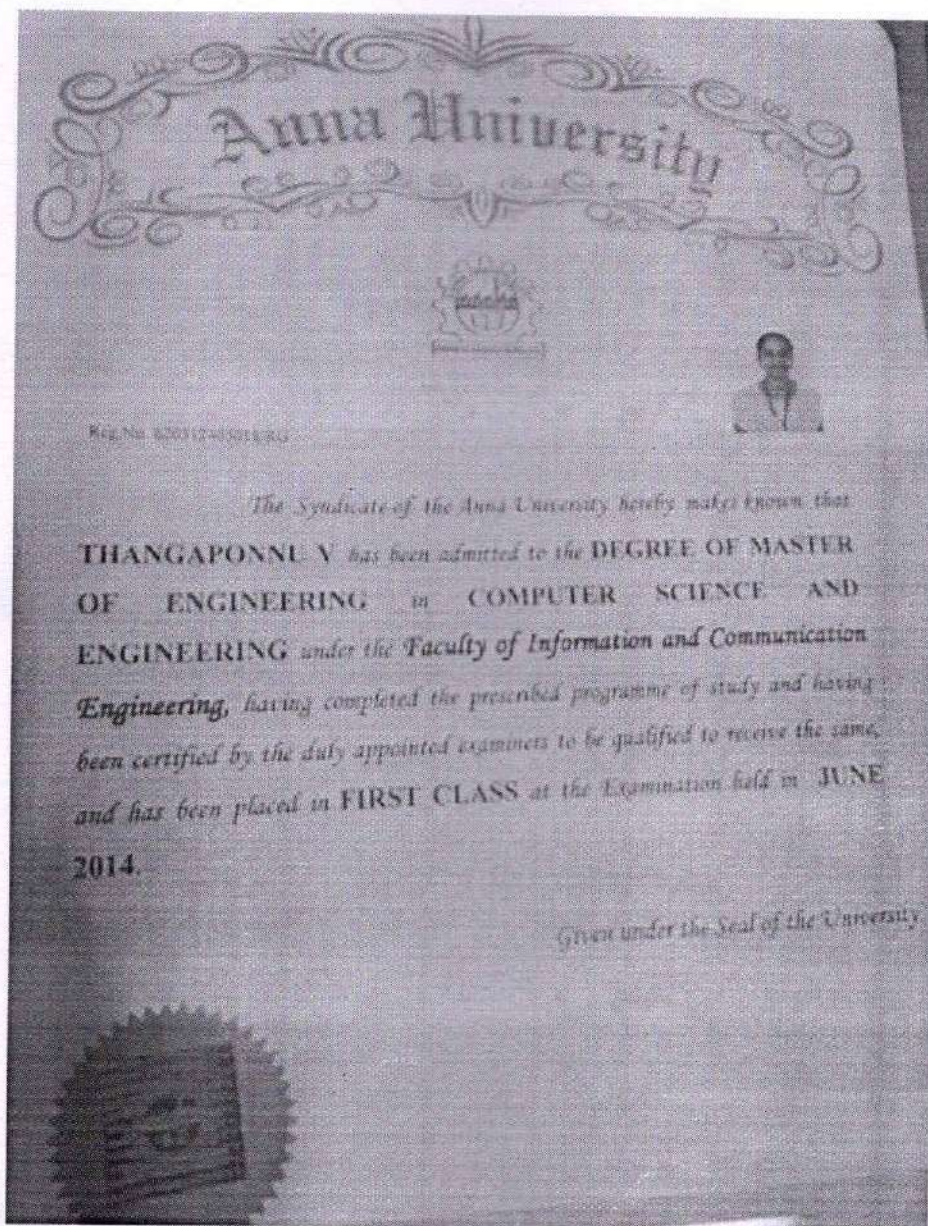 Anna University
Reg.No.
The Syndicate of the Anna University hereby makes known that
THANGAPONNU V has been admitted to the DEGREE OF MASTER
OF ENGINEERING in COMPUTER SCIENCE AND
ENGINEERING under the Faculty of Information and Communication
Engineering, having completed the prescribed programme of study and having
been certified by the duly appointed examiners to be qualified to receive the same,
and has been placed in FIRST CLASS at the Examination held in JUNE
2014.
Given under the Seal of the University